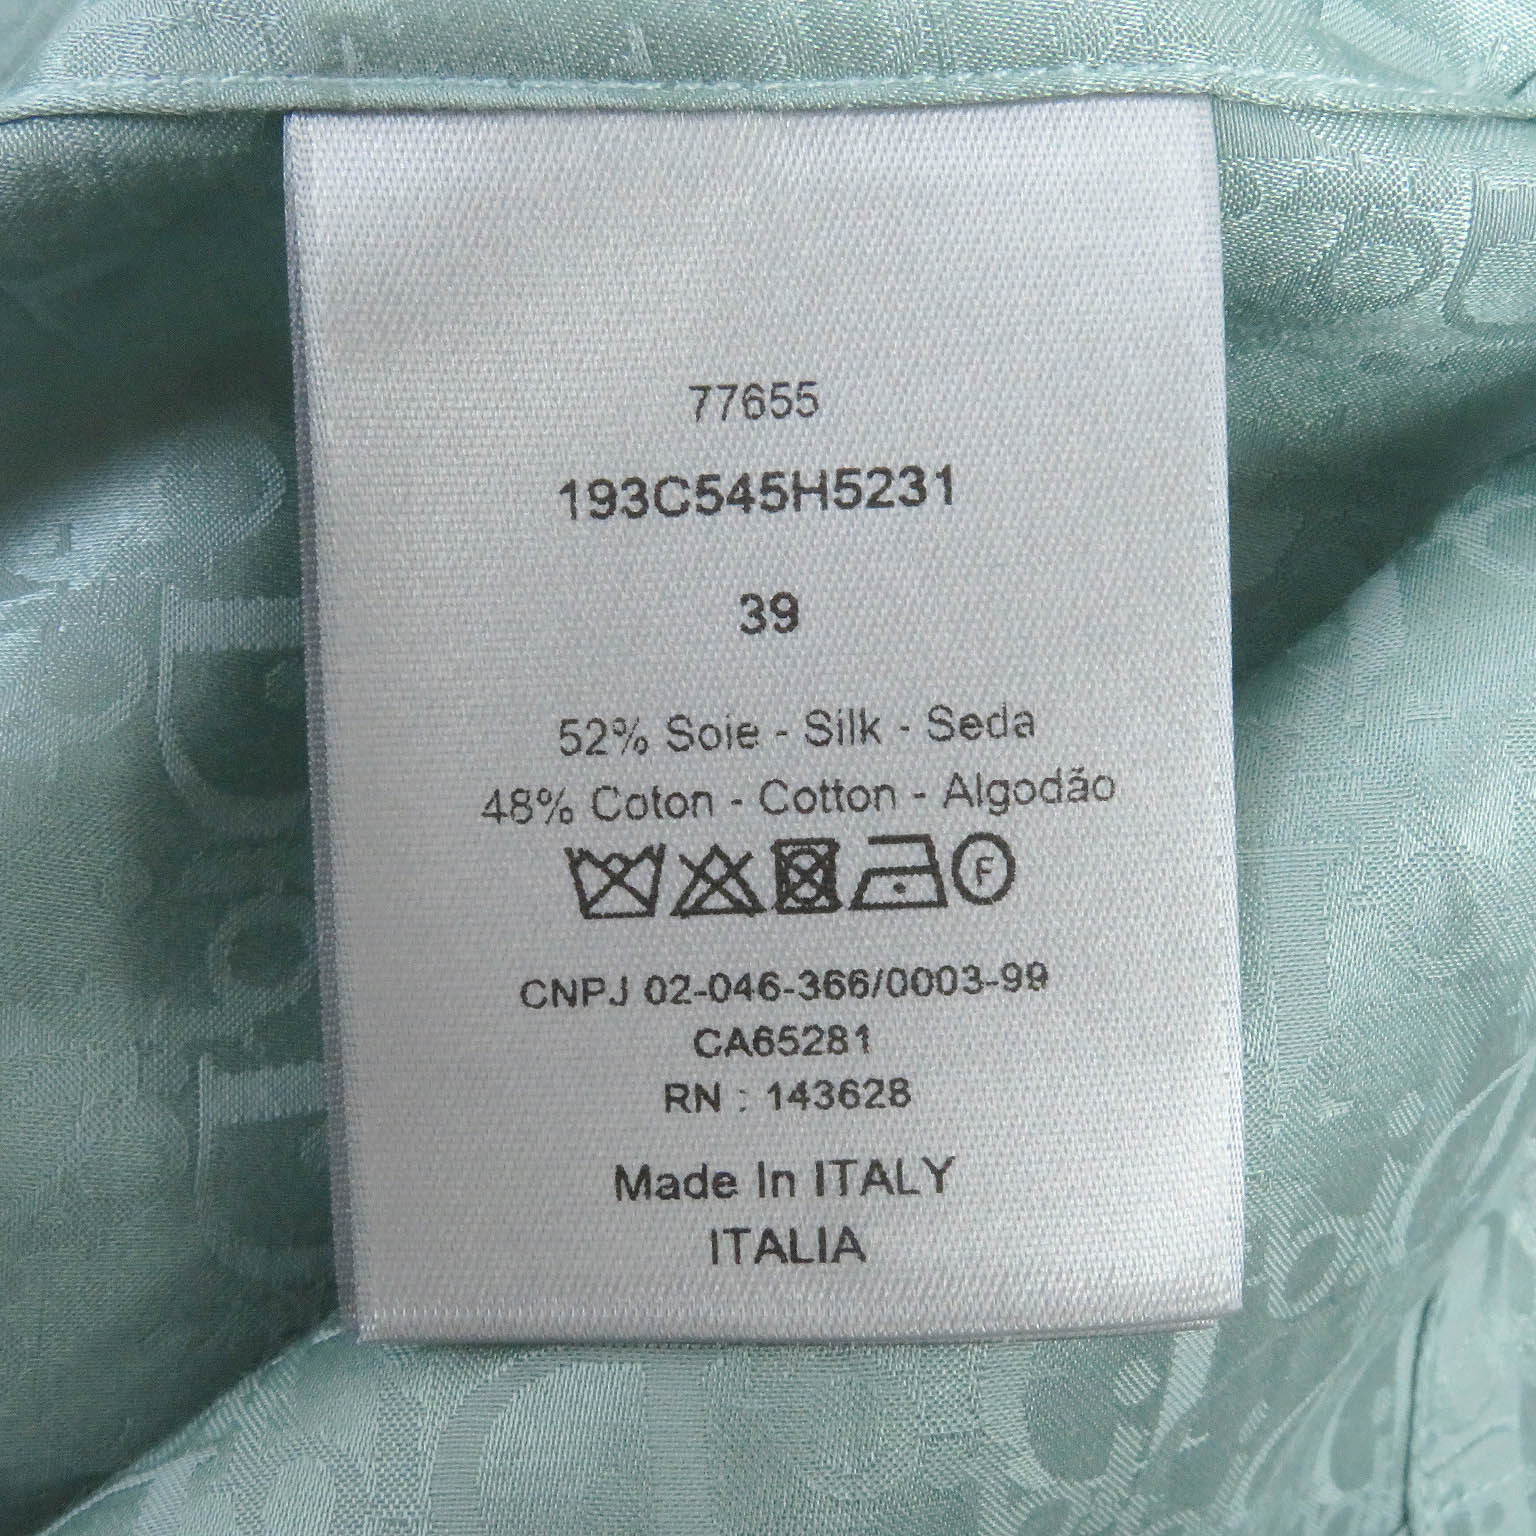 77655
193C545H5231
39
52% Soie - Silk - Seda
48% Coton - Cotton - Algodão
F
CNPJ 02-046-366/0003-99
CA65281
RN : 143628
Made In ITALY
ITALIA